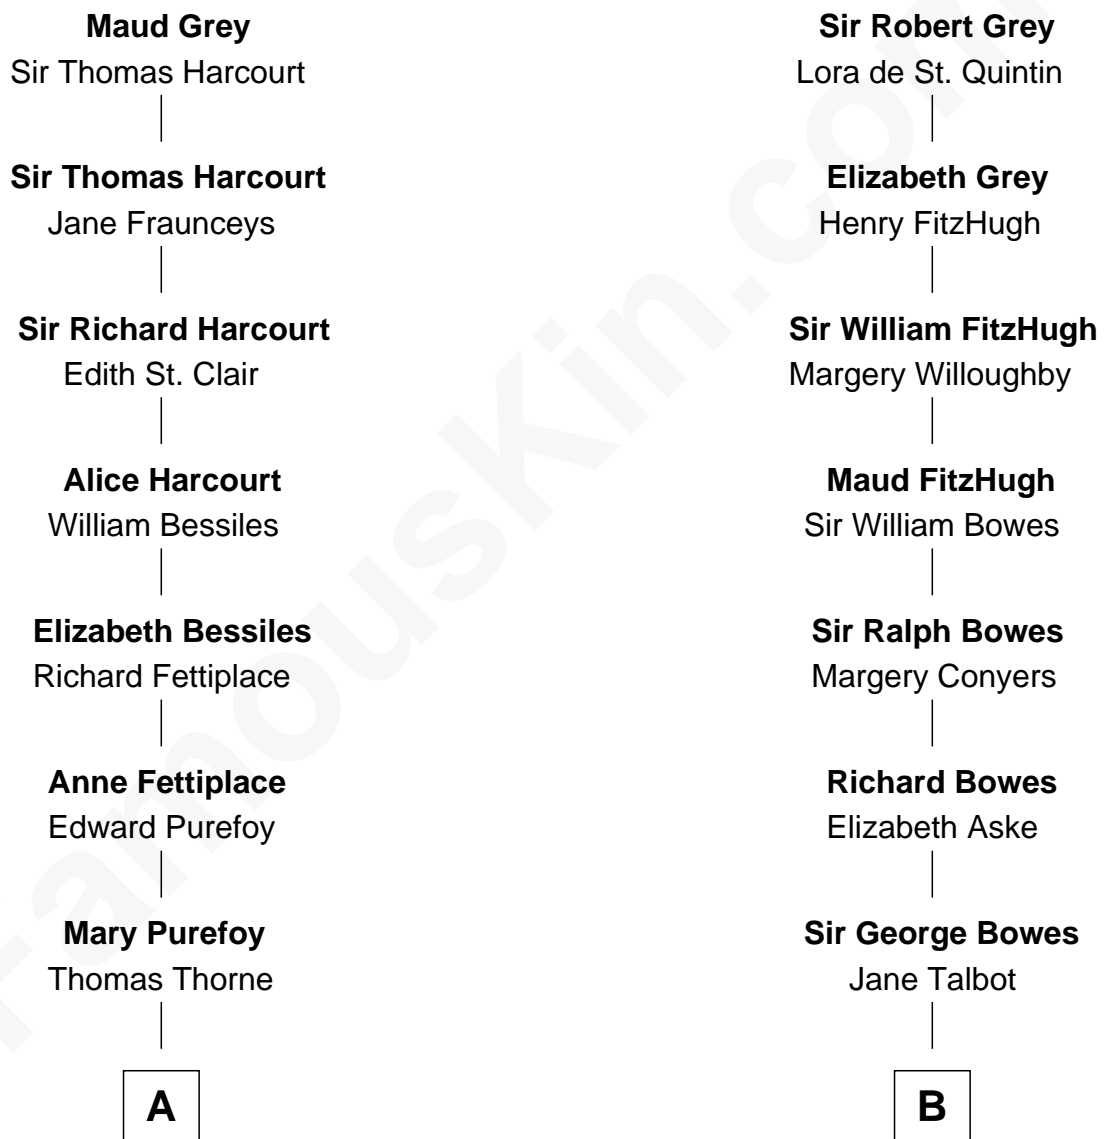 Maud Grey
Sir Thomas Harcourt
Sir Thomas Harcourt
Jane Fraunceys
Sir Richard Harcourt
Edith St. Clair
Alice Harcourt
William Bessiles
Elizabeth Bessiles
Richard Fettiplace
Anne Fettiplace
Edward Purefoy
Mary Purefoy
Thomas Thorne
A
Sir Robert Grey
Lora de St. Quintin
Elizabeth Grey
Henry FitzHugh
Sir William FitzHugh
Margery Willoughby
Maud FitzHugh
Sir William Bowes
Sir Ralph Bowes
Margery Conyers
Richard Bowes
Elizabeth Aske
Sir George Bowes
Jane Talbot
B
FamousKin.com